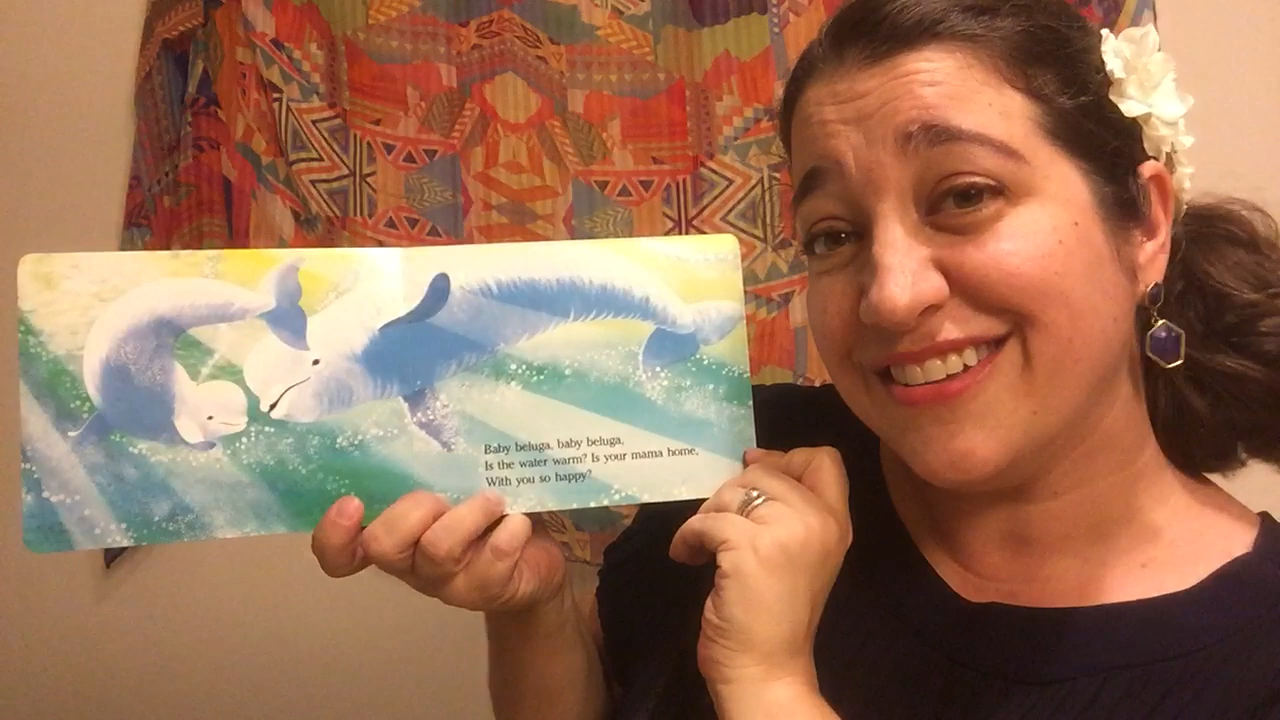 Baby beluga, baby beluga,
Is the water warm? Is your mama home,
With you so happy?